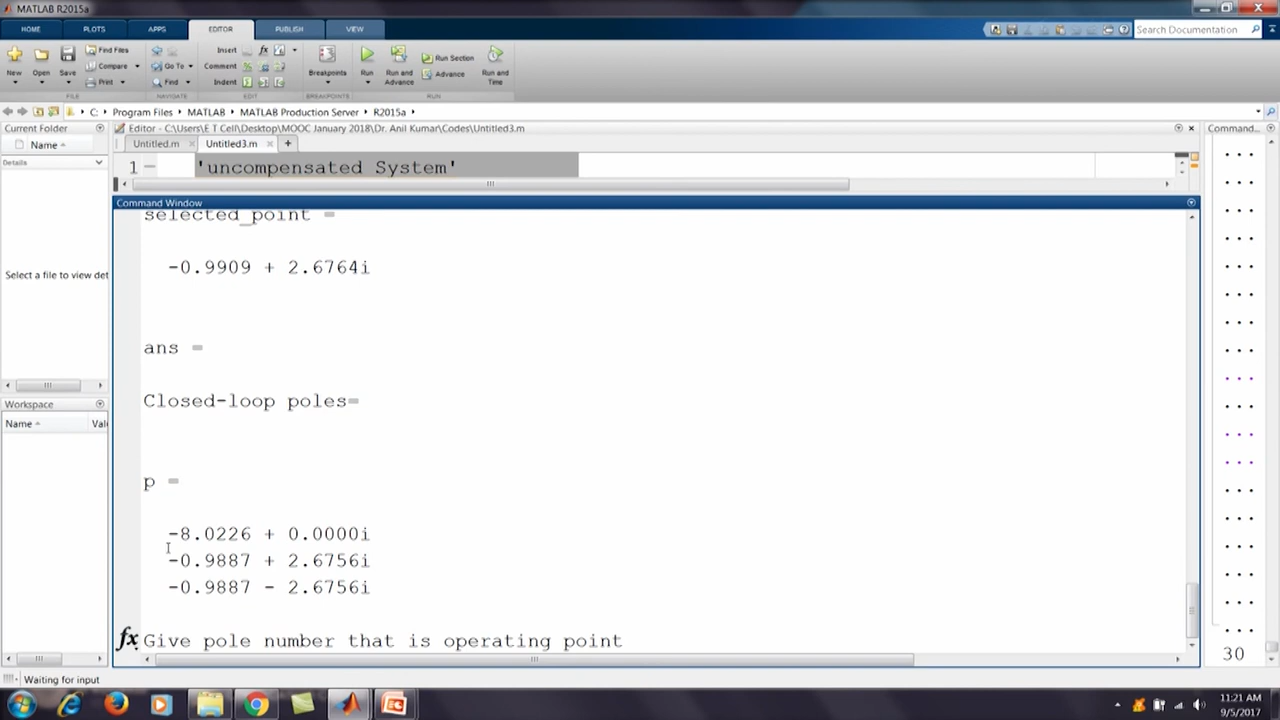 MATLAB R2015a
HOME PLOTS APPS EDITOR PUBLISH VIEW
Search Documentation
New Open Save
Find Files
Compare
Print
Go To
Find
Insert
Comment
Indent
Breakpoints
Run
Run and Advance
Run Section
Advance
Run and Time
FILE NAVIGATE EDIT BREAKPOINTS RUN
C: ▸ Program Files ▸ MATLAB ▸ MATLAB Production Server ▸ R2015a ▸
Current Folder
Name
Details
Select a file to view det
Workspace
Name Val
Editor - C:\Users\E T Cell\Desktop\MOOC January 2018\Dr. Anil Kumar\Codes\Untitled3.m
Untitled.m Untitled3.m
1 'uncompensated System'
Command Window
selected_point =
-0.9909 + 2.6764i
ans =
Closed-loop poles=
p =
-8.0226 + 0.0000i
-0.9887 + 2.6756i
-0.9887 - 2.6756i
fx Give pole number that is operating point
Command...
30
Waiting for input
11:21 AM
9/5/2017